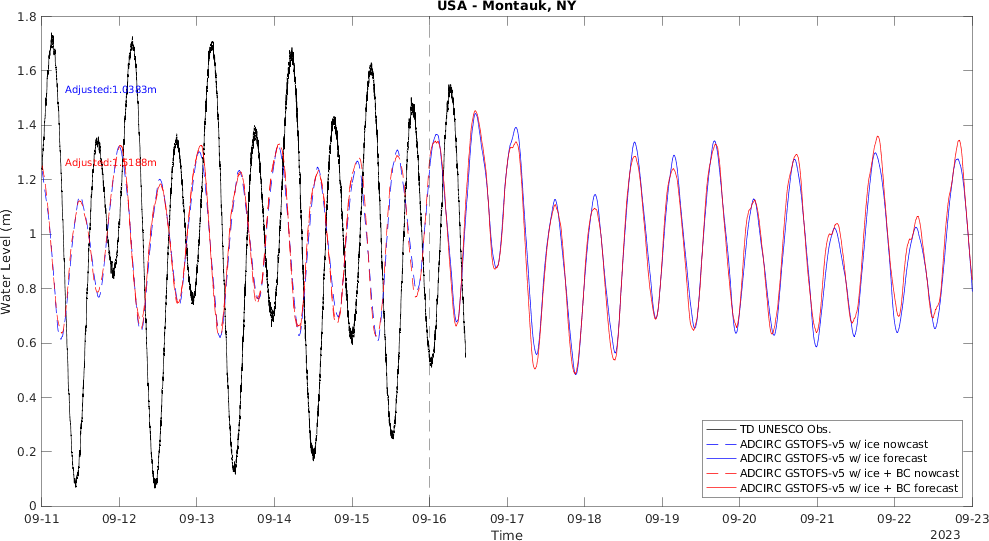 USA - Montauk, NY
1.8
1.6
1.4
1.2
1
0.8
0.6
0.4
0.2
0
Water Level (m)
Adjusted:1.0383m
Adjusted:1.5188m
TD UNESCO Obs.
ADCIRC GSTOFS-v5 w/ ice nowcast
ADCIRC GSTOFS-v5 w/ ice forecast
ADCIRC GSTOFS-v5 w/ ice + BC nowcast
ADCIRC GSTOFS-v5 w/ ice + BC forecast
09-11 09-12 09-13 09-14 09-15 09-16 09-17 09-18 09-19 09-20 09-21 09-22 09-23
Time
2023